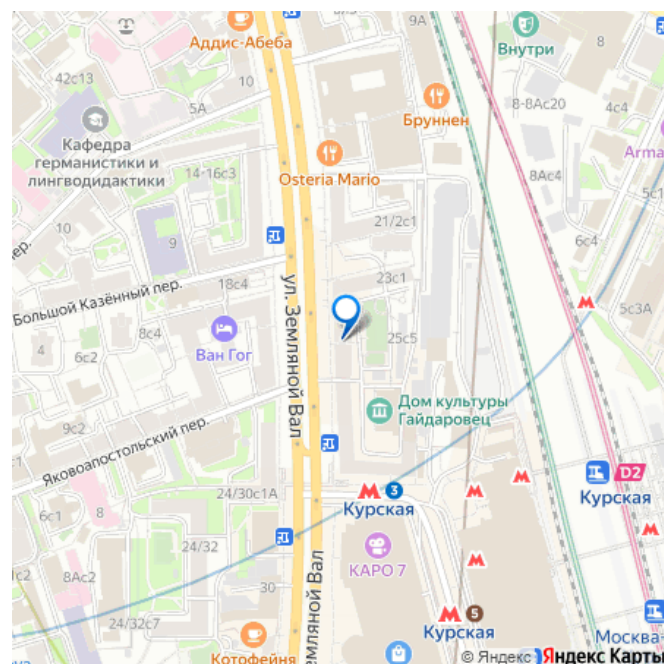 Аддис-Абеба
Внутри
8
42с13
10
5А
Бруннен
8-8Ас20
4с4
Кафедра
германистики и
лингводидактики
14-16с3
Osteria Mario
8Ас4
Arma
5с1
10
пер.
9
21/2с1
6с4
Большой Казённый пер.
18с4
23с1
ул. Земляной Вал
5с3А
4
6с2
8с4
Ван Гог
25с5
Дом культуры
Гайдаровец
9с2
Яковоапостольский пер.
D2
Курская
24/30с1А
3
Курская
6с1
8
24/32
КАРО 7
8Ас2
30
Земляной Вал
5
24/32с7
Курская
Москва
Котофейня
© Яндекс
Яндекс Карты